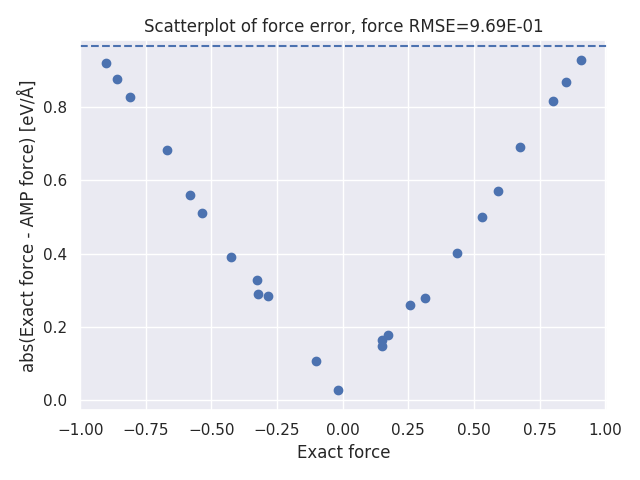 Scatterplot of force error, force RMSE=9.69E-01
abs(Exact force - AMP force) [eV/Å]
0.8
0.6
0.4
0.2
0.0
−1.00 −0.75 −0.50 −0.25 0.00 0.25 0.50 0.75 1.00
Exact force